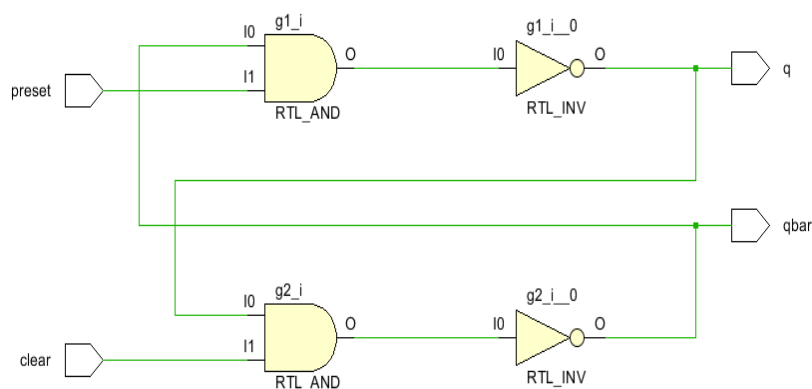 g1_i
g1_i__0
I0
O
I0
O
q
preset
I1
RTL_AND
RTL_INV
qbar
g2_i
g2_i__0
I0
O
I0
O
clear
I1
RTL_AND
RTL_INV